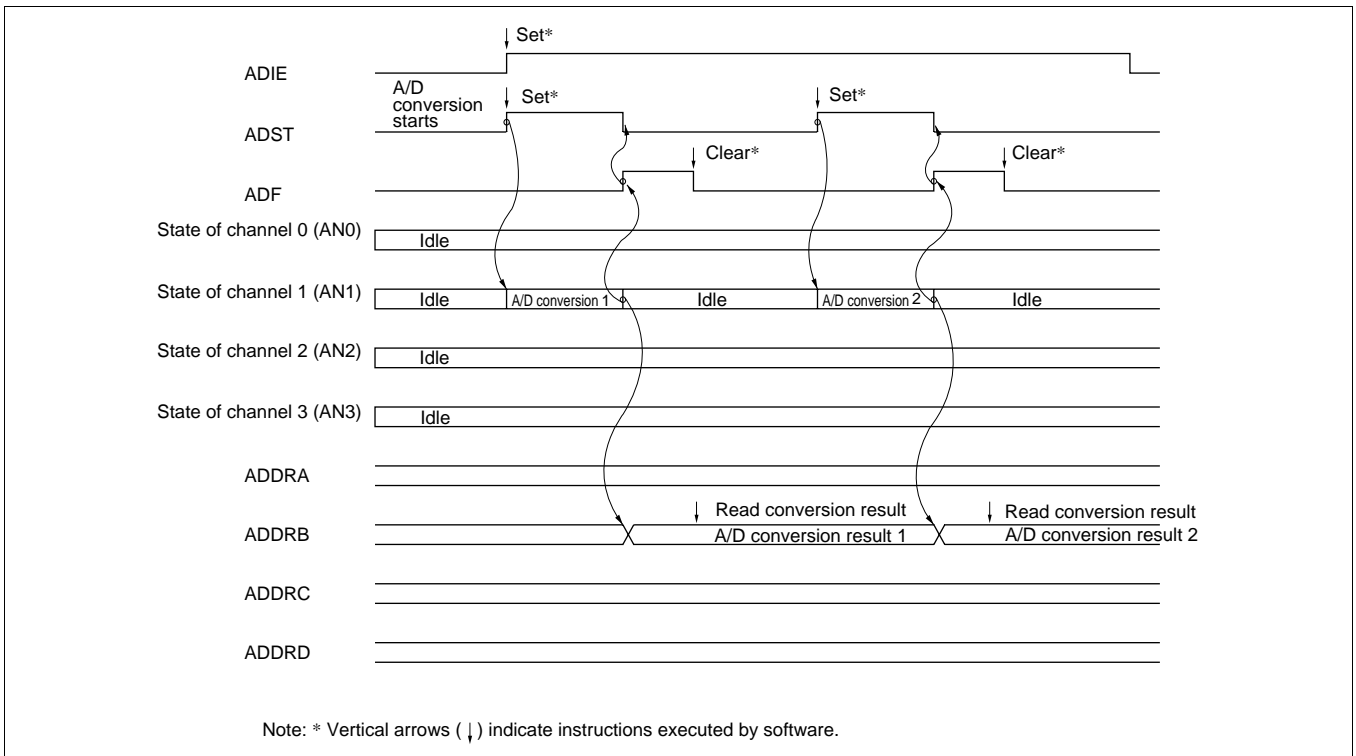 Set*
ADIE
A/D
conversion
starts
Set*
Set*
ADST
Clear*
Clear*
ADF
State of channel 0 (AN0)
Idle
State of channel 1 (AN1)
Idle
A/D conversion 1
Idle
A/D conversion 2
Idle
State of channel 2 (AN2)
Idle
State of channel 3 (AN3)
Idle
ADDRA
Read conversion result
Read conversion result
ADDRB
A/D conversion result 1
A/D conversion result 2
ADDRC
ADDRD
Note: * Vertical arrows (↓) indicate instructions executed by software.